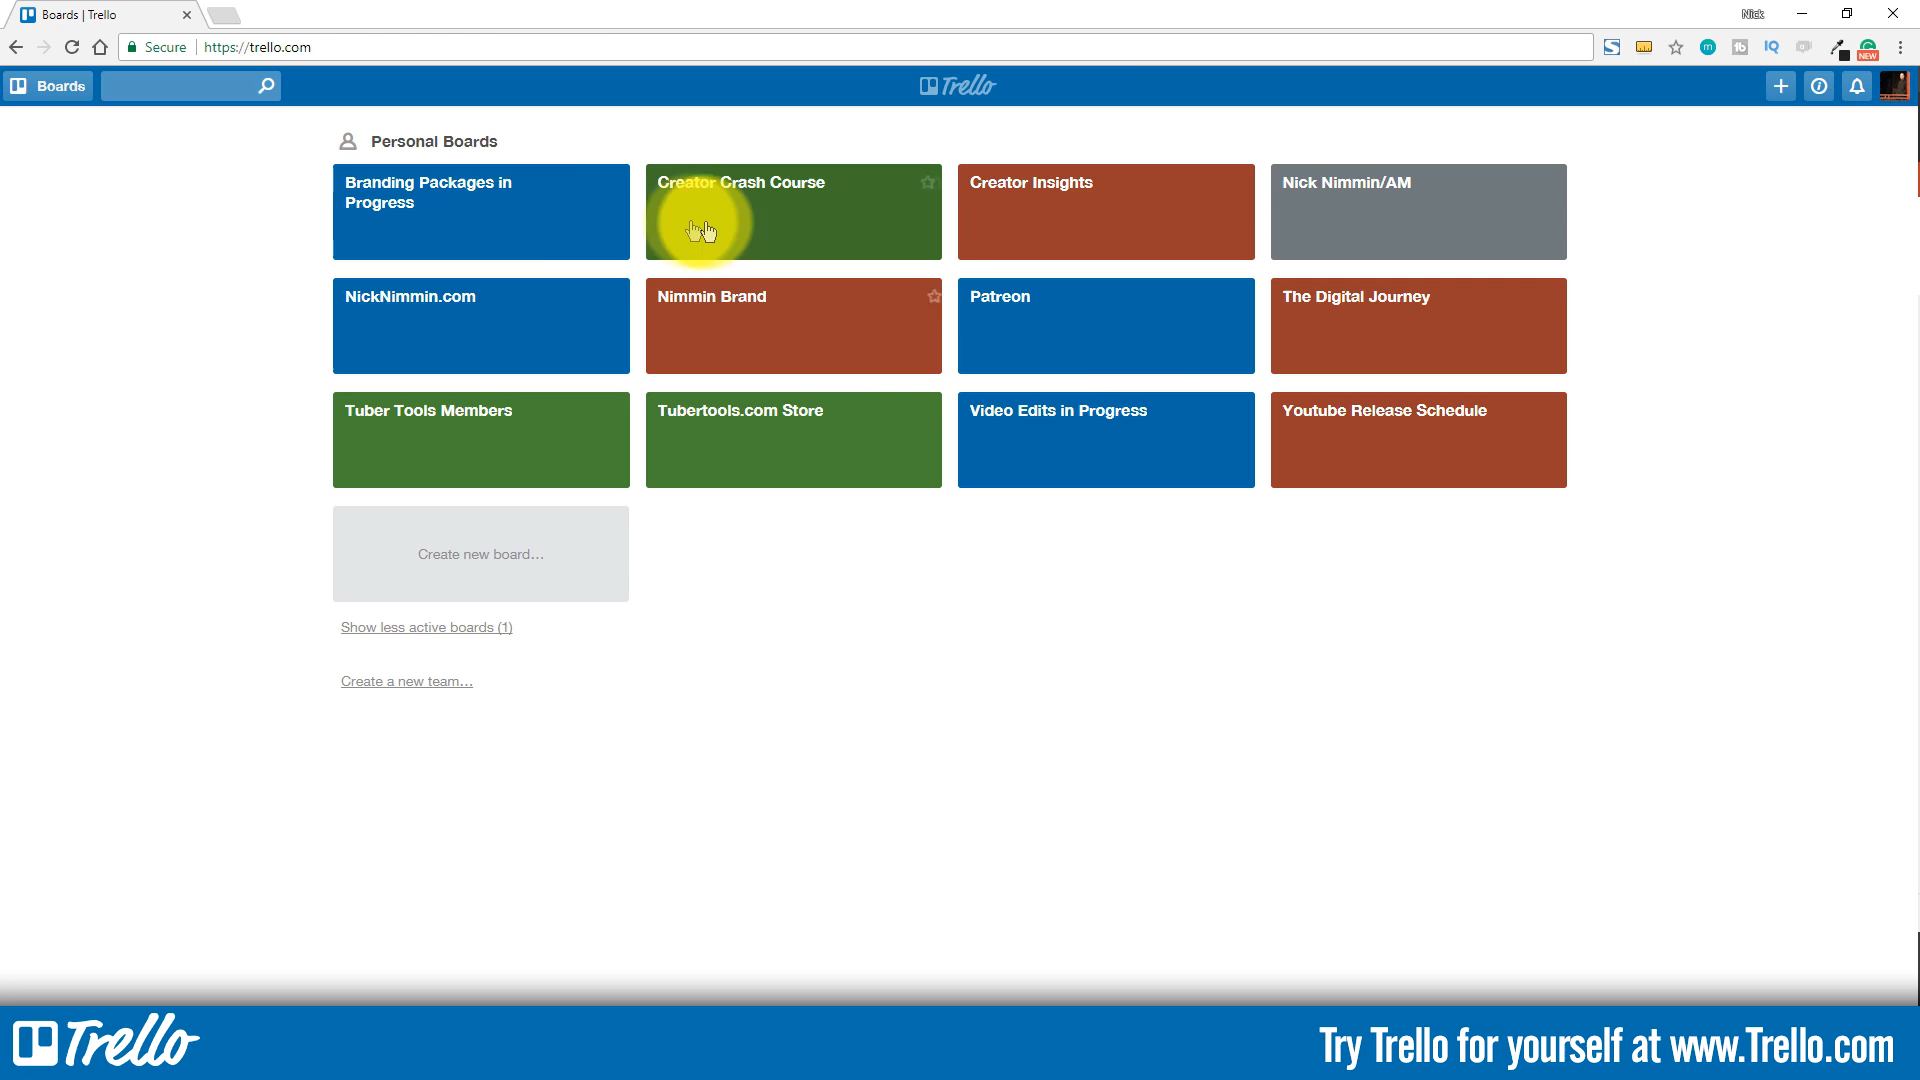 Boards | Trello
Nick
Secure
https://trello.com
NEW
Boards
Trello
Personal Boards
Branding Packages in
Progress
Creator Crash Course
Creator Insights
Nick Nimmin/AM
NickNimmin.com
Nimmin Brand
Patreon
The Digital Journey
Tuber Tools Members
Tubertools.com Store
Video Edits in Progress
Youtube Release Schedule
Create new board…
Show less active boards (1)
Create a new team…
Trello
Try Trello for yourself at www.Trello.com